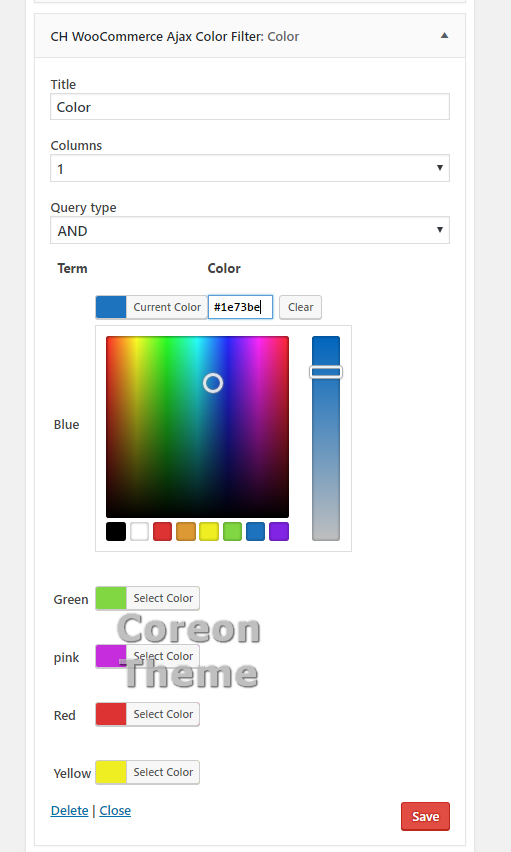 CH WooCommerce Ajax Color Filter: Color
Title
Color
Columns
1
Query type
AND
Term Color
Current Color #1e73be Clear
Blue
Green Select Color
Coreon
pink Select Color
Theme
Red Select Color
Yellow Select Color
Delete | Close Save